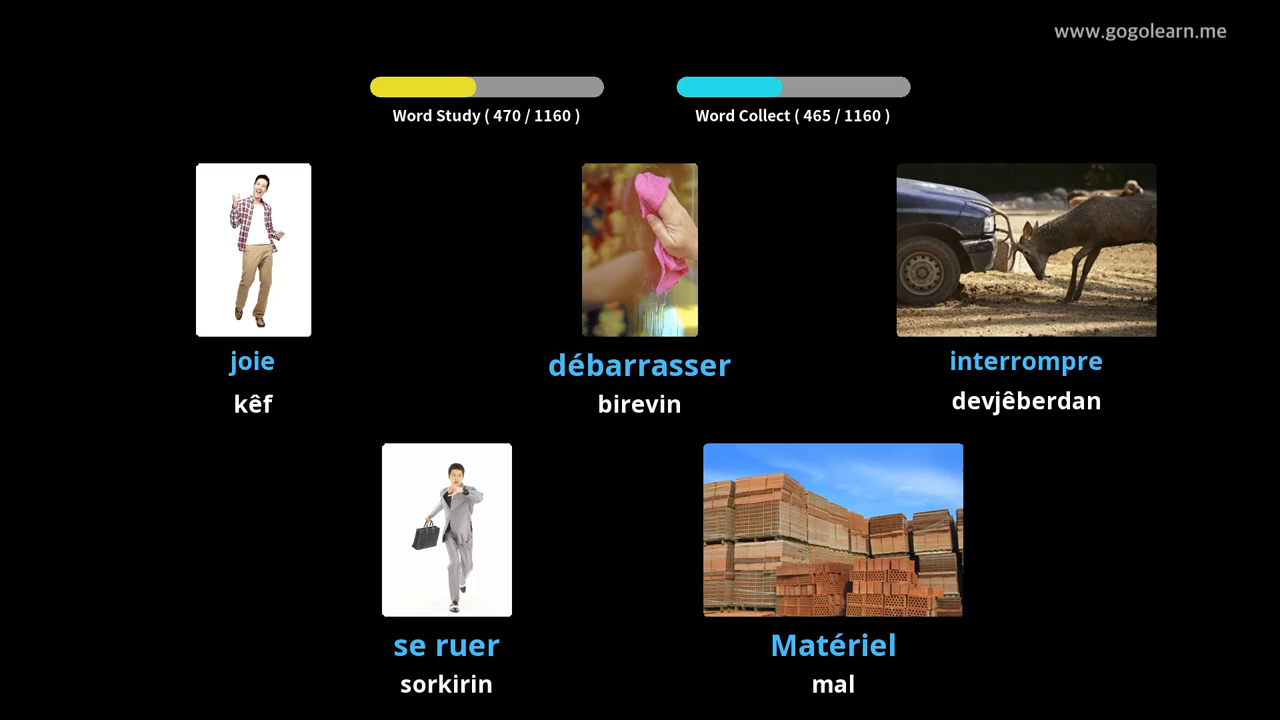 www.gogolearn.me
Word Study ( 470 / 1160 )
Word Collect ( 465 / 1160 )
joie
kêf
débarrasser
birevin
interrompre
devjêberdan
se ruer
sorkirin
Matériel
mal